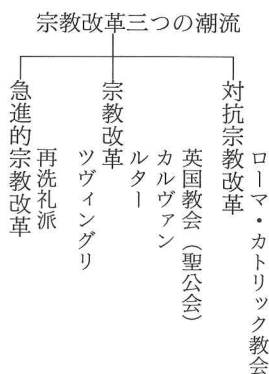 宗教改革三つの潮流
対抗宗教改革
ローマ・カトリック教会
宗教改革
英国教会（聖公会）
カルヴァン
ルター
ツヴィングリ
急進的宗教改革
再洗礼派